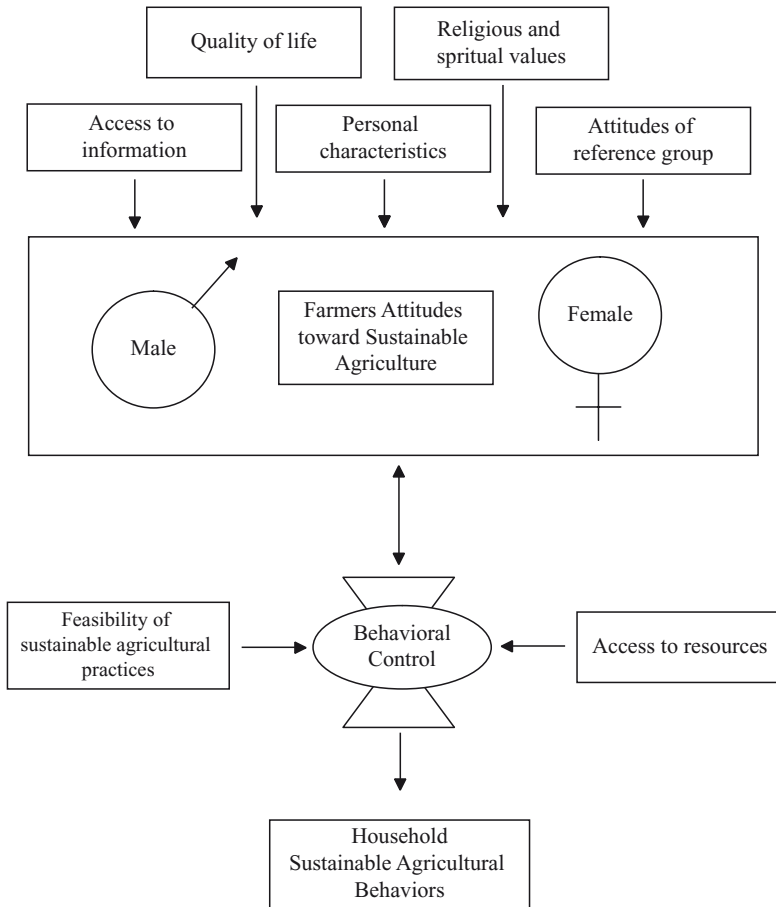 Quality of life
Religious and
spritual values
Access to
information
Personal
characteristics
Attitudes of
reference group
Male
Farmers Attitudes
toward Sustainable
Agriculture
Female
Feasibility of
sustainable agricultural
practices
Behavioral
Control
Access to resources
Household
Sustainable Agricultural
Behaviors